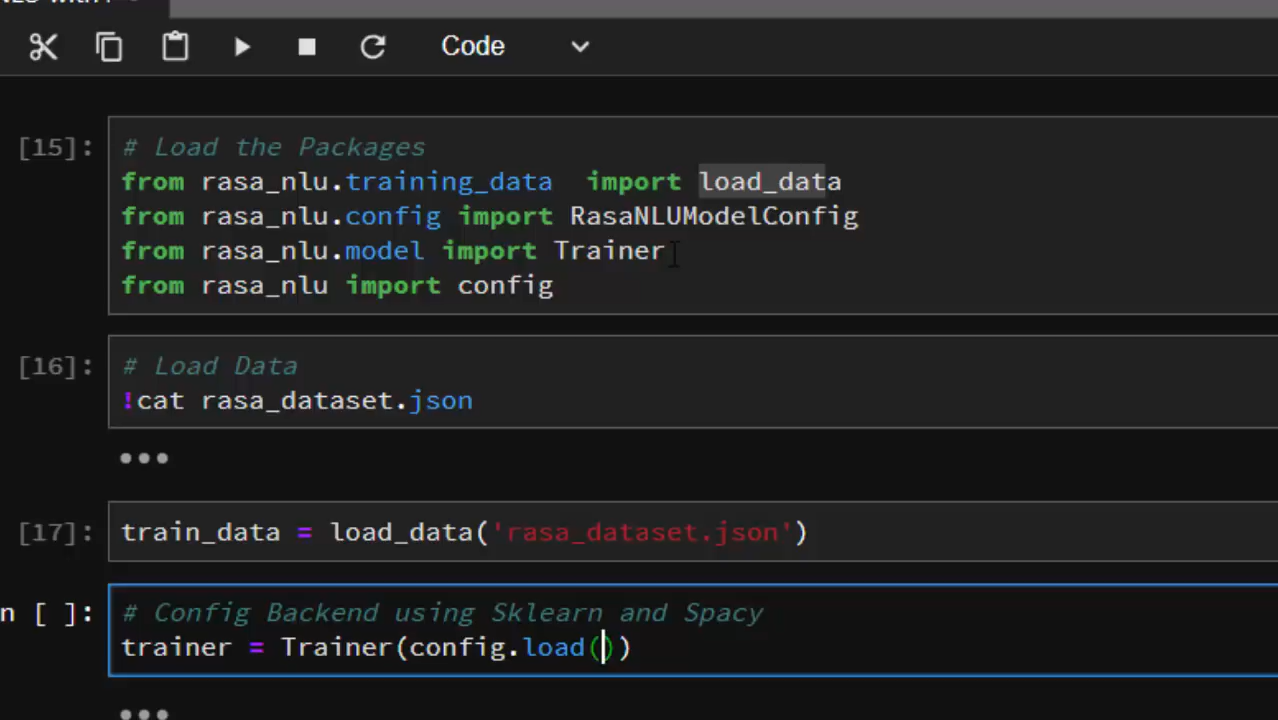 Code
[15]:
# Load the Packages
from rasa_nlu.training_data  import load_data
from rasa_nlu.config import RasaNLUModelConfig
from rasa_nlu.model import Trainer
from rasa_nlu import config
[16]:
# Load Data
!cat rasa_dataset.json
[17]:
train_data = load_data('rasa_dataset.json')
n [ ]:
# Config Backend using Sklearn and Spacy
trainer = Trainer(config.load())